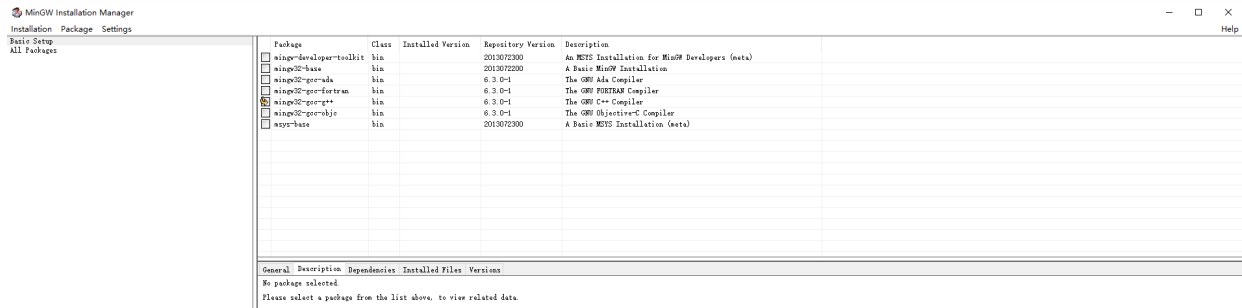 MinGW Installation Manager
Installation Package Settings Help
Basic Setup
All Packages
Package Class Installed Version Repository Version Description
mingw-developer-toolkit bin 2013072300 An MSYS Installation for MinGW Developers (meta)
mingw32-base bin 2013072200 A Basic MinGW Installation
mingw32-gcc-ada bin 6.3.0-1 The GNU Ada Compiler
mingw32-gcc-fortran bin 6.3.0-1 The GNU FORTRAN Compiler
mingw32-gcc-g++ bin 6.3.0-1 The GNU C++ Compiler
mingw32-gcc-objc bin 6.3.0-1 The GNU Objective-C Compiler
msys-base bin 2013072300 A Basic MSYS Installation (meta)
General Description Dependencies Installed Files Versions
No package selected.
Please select a package from the list above, to view related data.